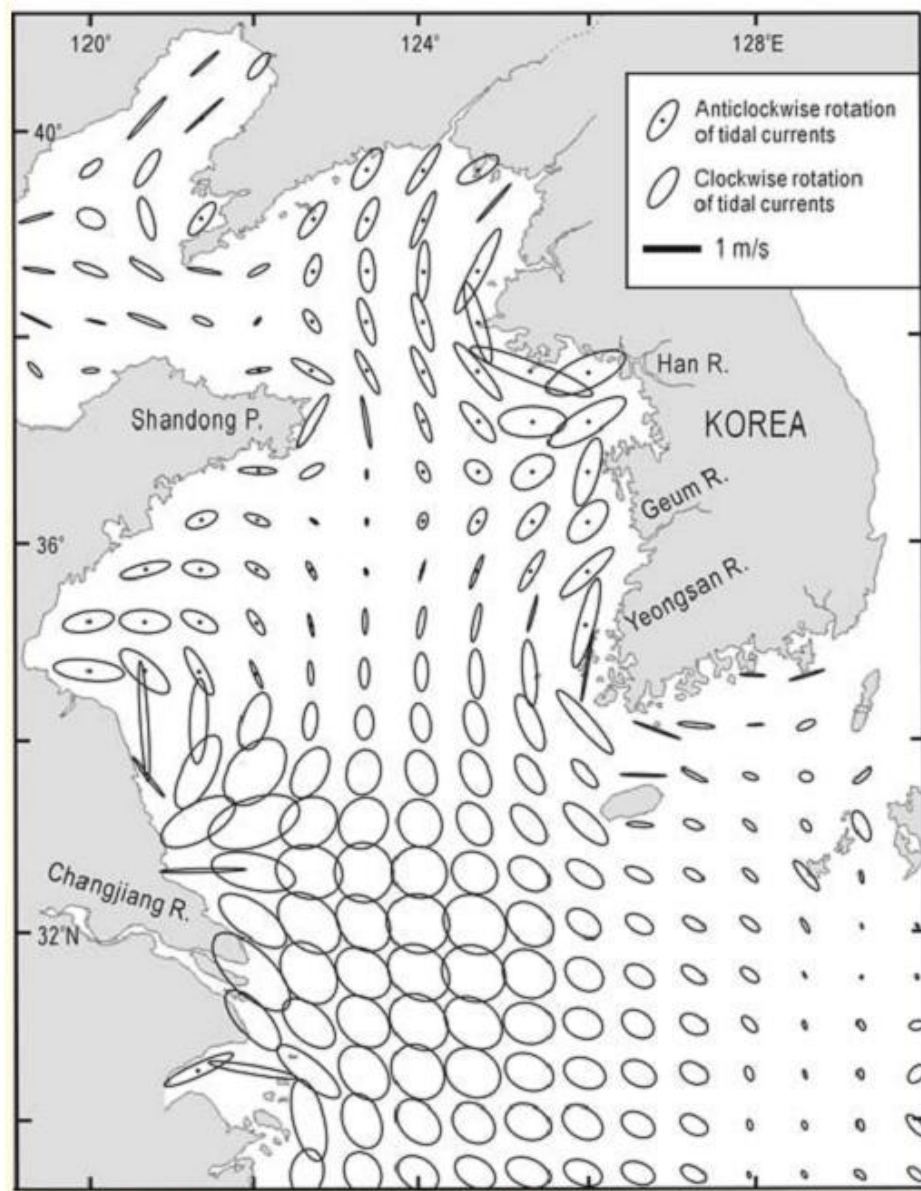 120°
124°
128°E
Anticlockwise rotation
of tidal currents
Clockwise rotation
of tidal currents
1 m/s
40°
Han R.
Shandong P.
KOREA
Geum R.
36°
Yeongsan R.
Changjiang R.
32°N